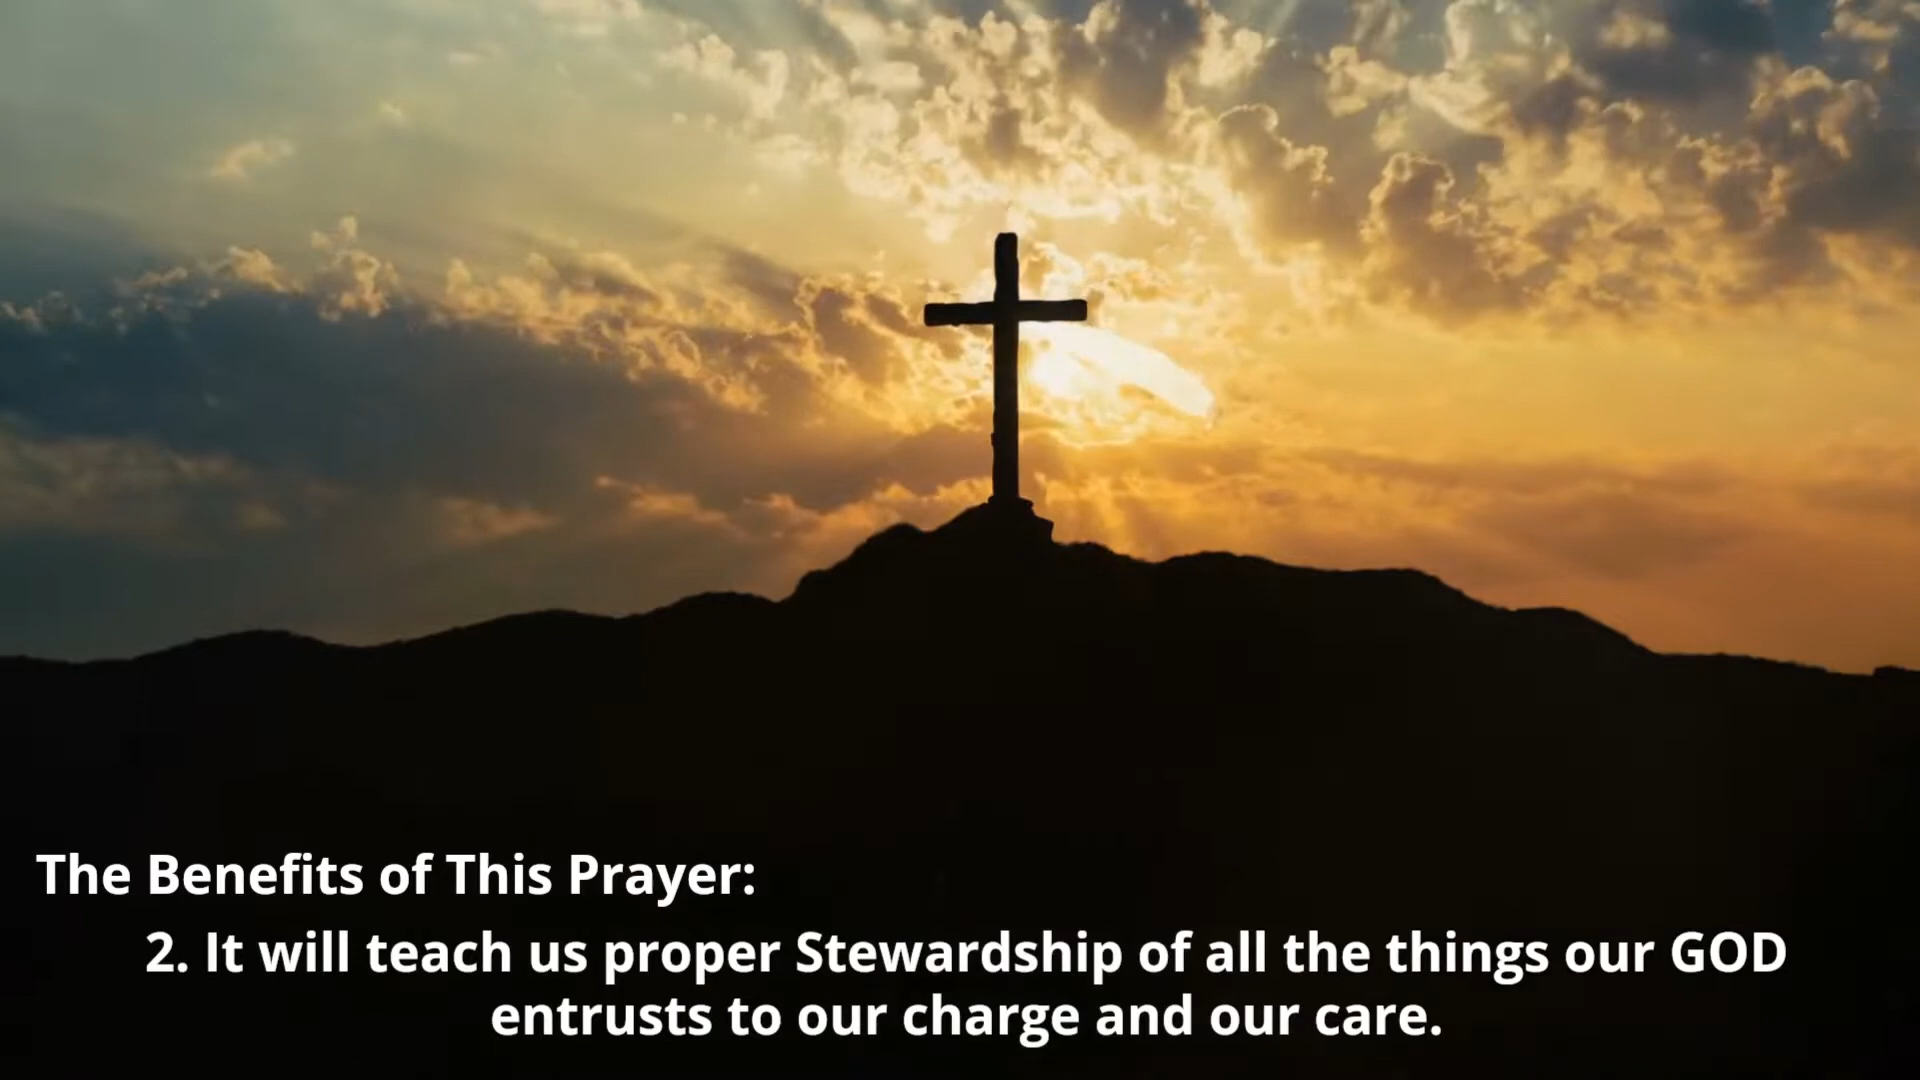 The Benefits of This Prayer:
2. It will teach us proper Stewardship of all the things our GOD
entrusts to our charge and our care.